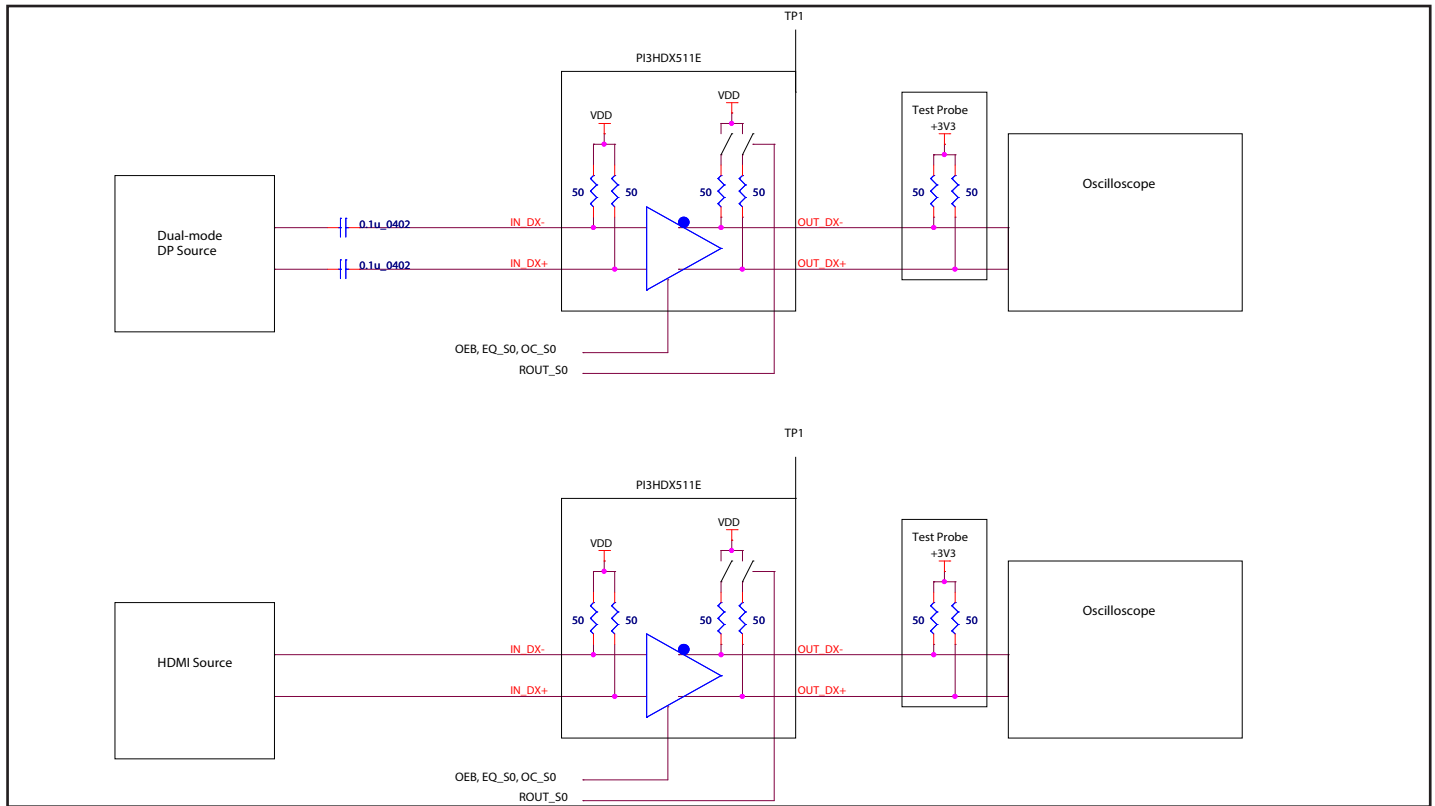 TP1
PI3HDX511E
VDD
VDD
Test Probe
+3V3
50
50
50
50
50
50
Oscilloscope
Dual-mode
DP Source
0.1u_0402
IN_DX-
OUT_DX-
0.1u_0402
IN_DX+
OUT_DX+
OEB, EQ_S0, OC_S0
ROUT_S0
TP1
PI3HDX511E
VDD
VDD
Test Probe
+3V3
50
50
50
50
50
50
Oscilloscope
HDMI Source
IN_DX-
OUT_DX-
IN_DX+
OUT_DX+
OEB, EQ_S0, OC_S0
ROUT_S0